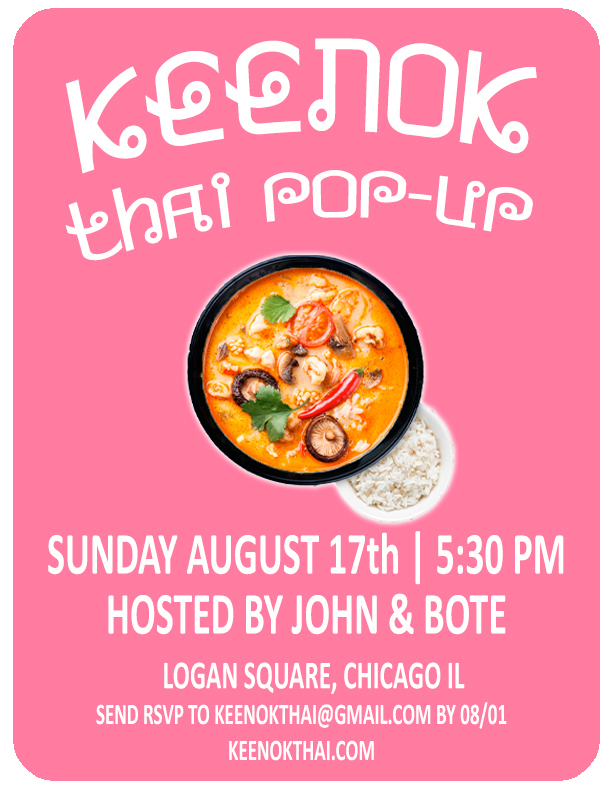 KEENOK
thai POP-UP
SUNDAY AUGUST 17th | 5:30 PM
HOSTED BY JOHN & BOTE
LOGAN SQUARE, CHICAGO IL
SEND RSVP TO KEENOKTHAI@GMAIL.COM BY 08/01
KEENOKTHAI.COM